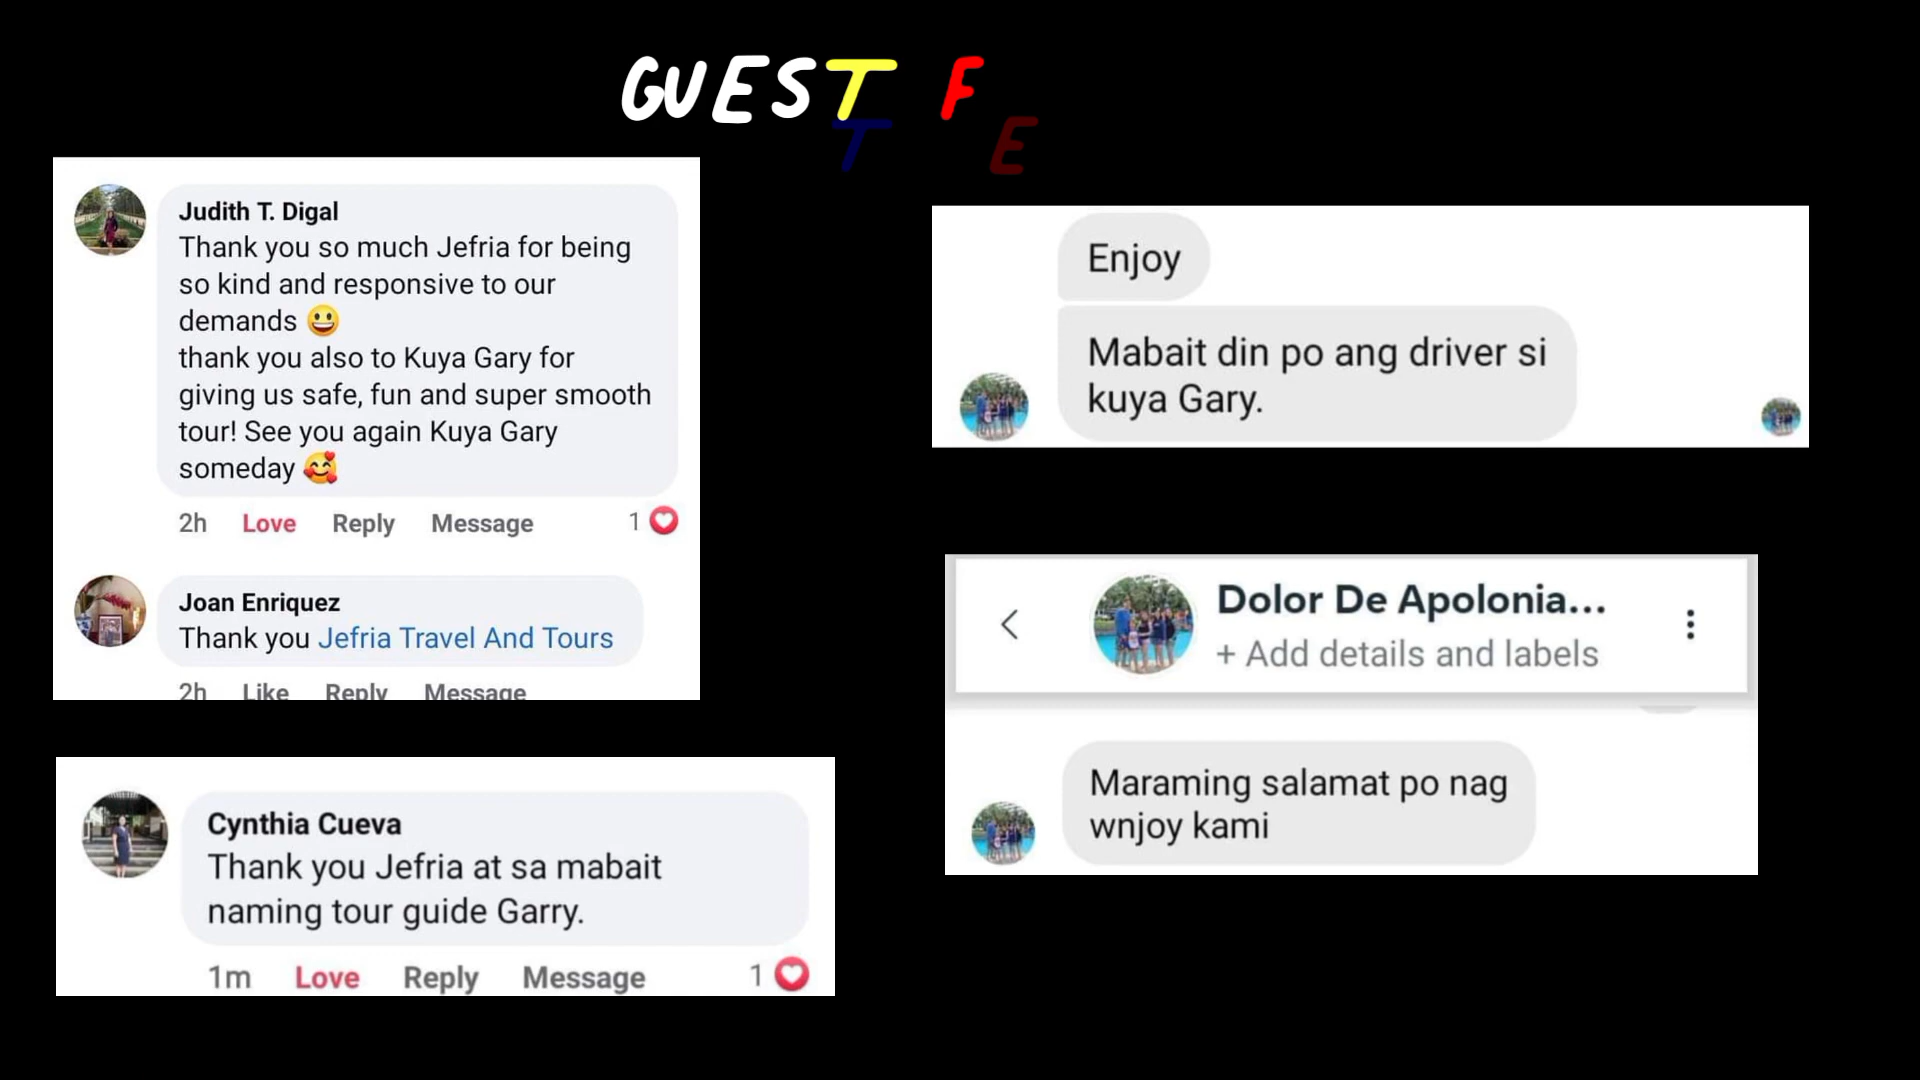 GUEST F
T E
Judith T. Digal
Thank you so much Jefria for being
so kind and responsive to our
demands 😃
thank you also to Kuya Gary for
giving us safe, fun and super smooth
tour! See you again Kuya Gary
someday 🥰
2h Love Reply Message 1
Joan Enriquez
Thank you Jefria Travel And Tours
2h Like Reply Message
Cynthia Cueva
Thank you Jefria at sa mabait
naming tour guide Garry.
1m Love Reply Message 1
Enjoy
Mabait din po ang driver si
kuya Gary.
Dolor De Apolonia...
+ Add details and labels
Maraming salamat po nag
wnjoy kami